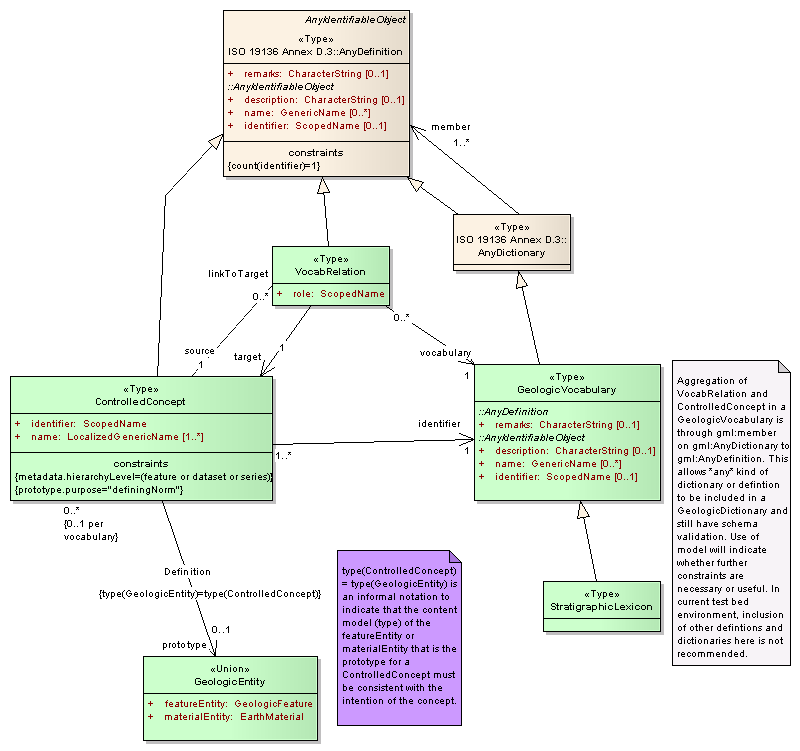 AnyIdentifiableObject
«Type»
ISO 19136 Annex D.3::AnyDefinition
+ remarks: CharacterString [0..1]
::AnyIdentifiableObject
+ description: CharacterString [0..1]
+ name: GenericName [0..*]
+ identifier: ScopedName [0..1]
constraints
{count(identifier)=1}
member
1..*
«Type»
ISO 19136 Annex D.3::
AnyDictionary
«Type»
VocabRelation
+ role: ScopedName
linkToTarget
0..*
source
1
target
1
0..*
vocabulary
1
«Type»
ControlledConcept
+ identifier: ScopedName
+ name: LocalizedGenericName [1..*]
constraints
{metadata.hierarchyLevel=(feature or dataset or series)}
{prototype.purpose="definingNorm"}
identifier
1..*
1
«Type»
GeologicVocabulary
::AnyDefinition
+ remarks: CharacterString [0..1]
::AnyIdentifiableObject
+ description: CharacterString [0..1]
+ name: GenericName [0..*]
+ identifier: ScopedName [0..1]
Aggregation of
VocabRelation and
ControlledConcept in a
GeologicVocabulary is
through gml:member
on gml:AnyDictionary to
gml:AnyDefinition. This
allows *any* kind of
dictionary or defintion
to be included in a
GeologicDictionary and
still have schema
validation. Use of
model will indicate
whether further
constraints are
necessary or useful. In
current test bed
environment, inclusion
of other defintions and
dictionaries here is not
recommended.
0..*
{0..1 per
vocabulary}
Definition
{type(GeologicEntity)=type(ControlledConcept)}
0..1
prototype
type(ControlledConcept)
= type(GeologicEntity) is
an informal notation to
indicate that the content
model (type) of the
featureEntity or
materialEntity that is the
prototype for a
ControlledConcept must
be consistent with the
intention of the concept.
«Type»
StratigraphicLexicon
«Union»
GeologicEntity
+ featureEntity: GeologicFeature
+ materialEntity: EarthMaterial